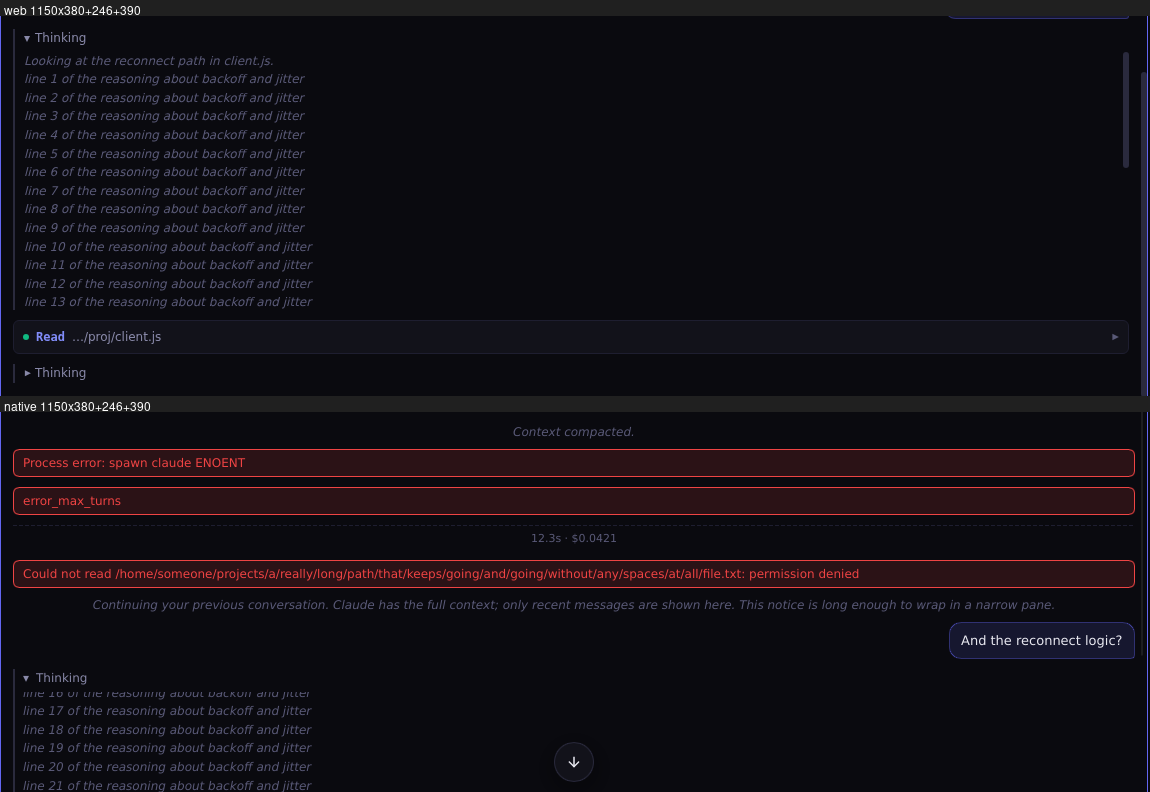 web 1150x380+246+390
▾ Thinking
Looking at the reconnect path in client.js.
line 1 of the reasoning about backoff and jitter
line 2 of the reasoning about backoff and jitter
line 3 of the reasoning about backoff and jitter
line 4 of the reasoning about backoff and jitter
line 5 of the reasoning about backoff and jitter
line 6 of the reasoning about backoff and jitter
line 7 of the reasoning about backoff and jitter
line 8 of the reasoning about backoff and jitter
line 9 of the reasoning about backoff and jitter
line 10 of the reasoning about backoff and jitter
line 11 of the reasoning about backoff and jitter
line 12 of the reasoning about backoff and jitter
line 13 of the reasoning about backoff and jitter
Read …/proj/client.js
▸ Thinking
native 1150x380+246+390
Context compacted.
Process error: spawn claude ENOENT
error_max_turns
12.3s · $0.0421
Could not read /home/someone/projects/a/really/long/path/that/keeps/going/and/going/without/any/spaces/at/all/file.txt: permission denied
Continuing your previous conversation. Claude has the full context; only recent messages are shown here. This notice is long enough to wrap in a narrow pane.
And the reconnect logic?
▾ Thinking
line 16 of the reasoning about backoff and jitter
line 17 of the reasoning about backoff and jitter
line 18 of the reasoning about backoff and jitter
line 19 of the reasoning about backoff and jitter
line 20 of the reasoning about backoff and jitter
line 21 of the reasoning about backoff and jitter